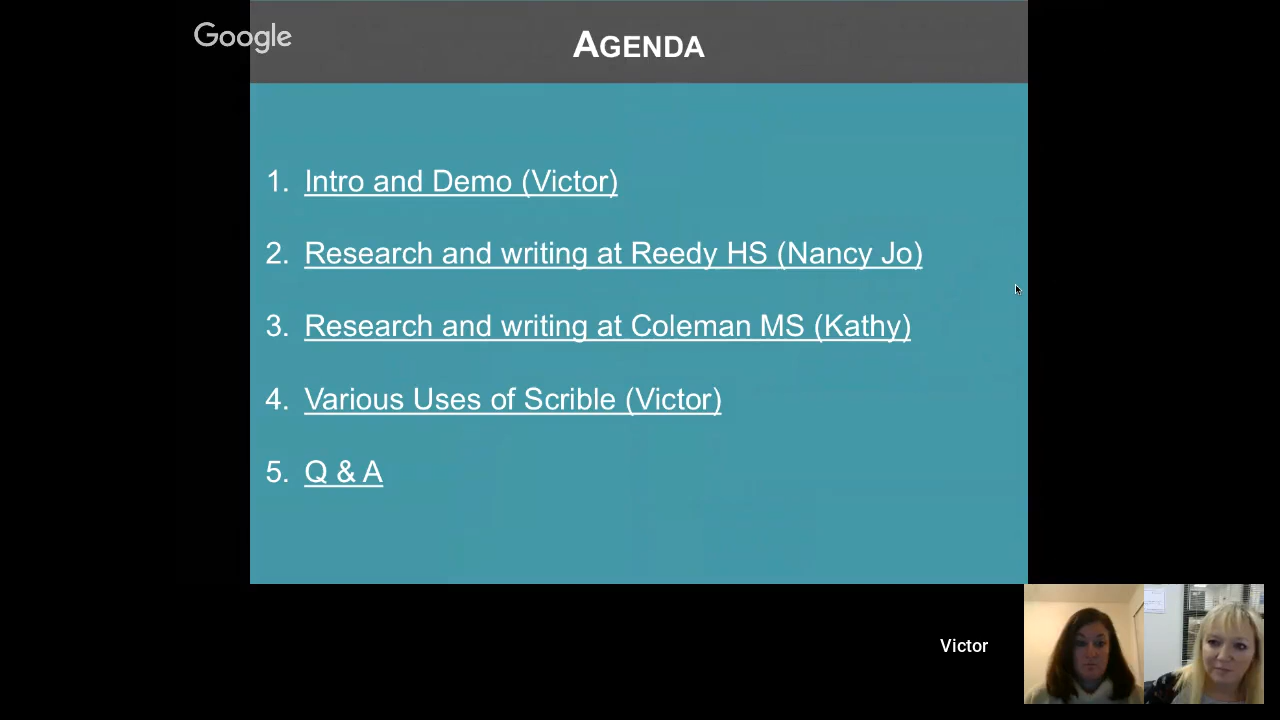 Google
AGENDA
1. Intro and Demo (Victor)
2. Research and writing at Reedy HS (Nancy Jo)
3. Research and writing at Coleman MS (Kathy)
4. Various Uses of Scrible (Victor)
5. Q & A
Victor